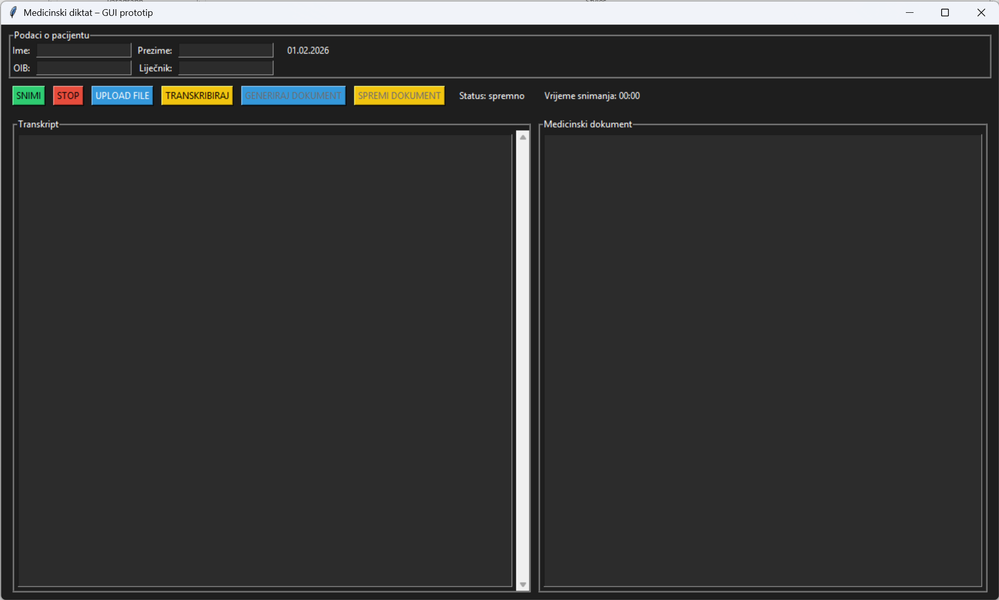 Medicinski diktat – GUI prototip
Podaci o pacijentu
Ime: Prezime: 01.02.2026
OIB: Liječnik:
SNIMI STOP UPLOAD FILE TRANSKRIBIRAJ GENERIRAJ DOKUMENT SPREMI DOKUMENT Status: spremno Vrijeme snimanja: 00:00
Transkript Medicinski dokument